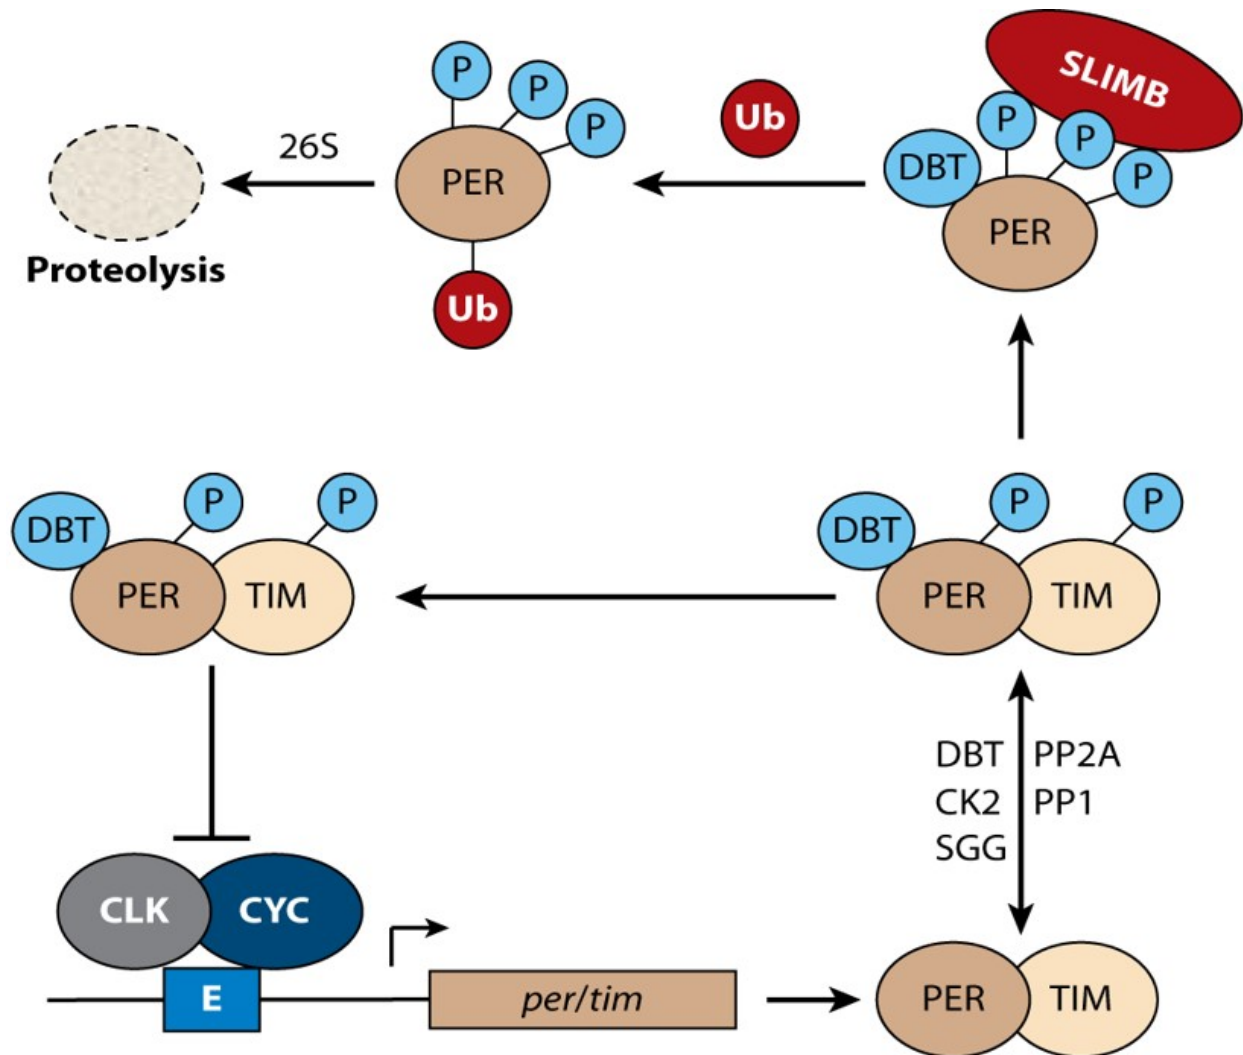 P
P
P
SLIMB
P
P
P
DBT
PER
Ub
26S
PER
Ub
Proteolysis
DBT
P
P
PER
TIM
DBT
P
P
PER
TIM
DBT
PP2A
CK2
PP1
SGG
CLK
CYC
E
per/tim
PER
TIM